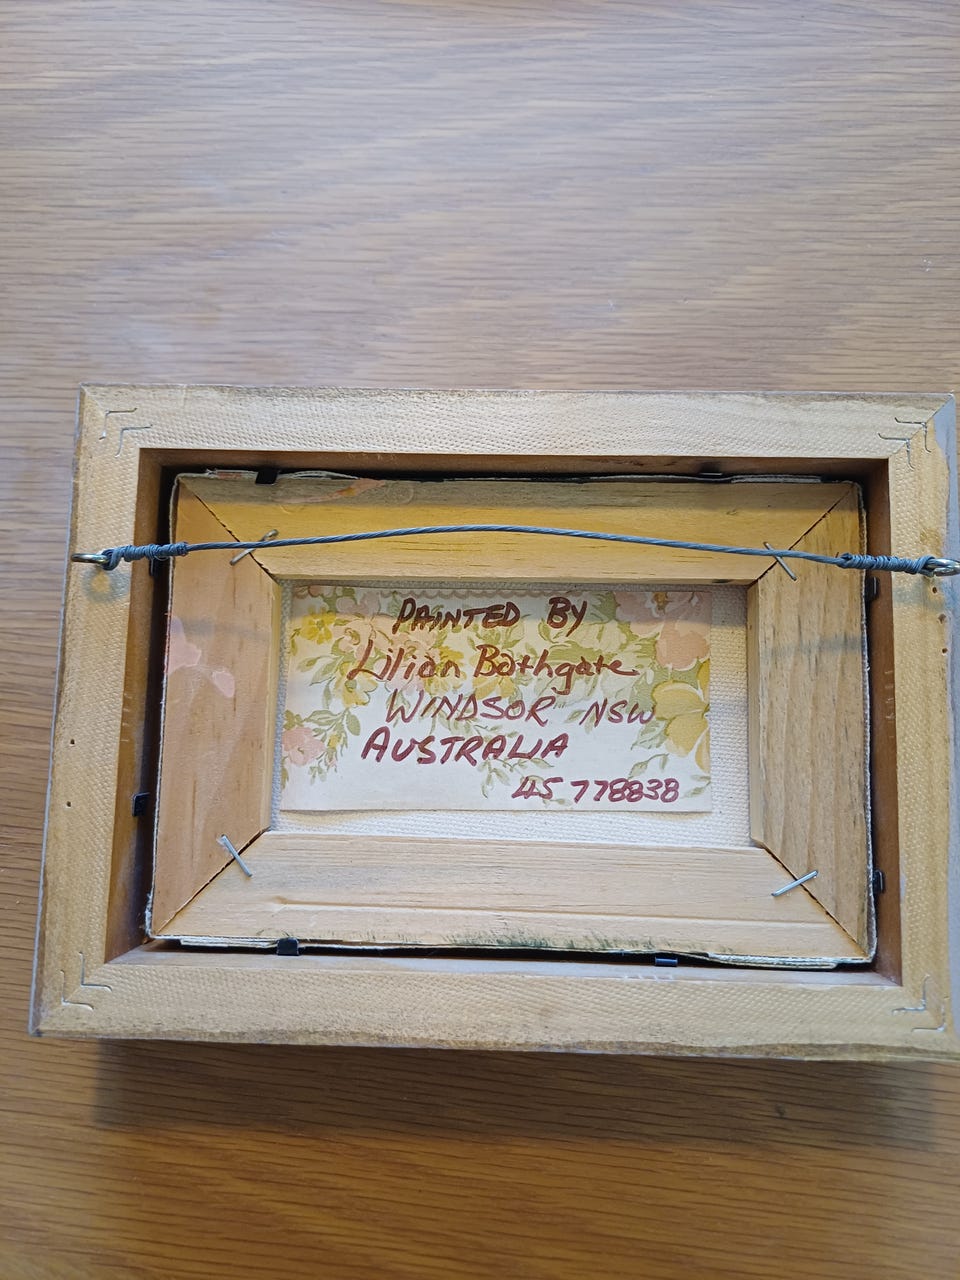 PAINTED BY
Lilian Bathgate
WINDSOR NSW
AUSTRALIA
45 778838